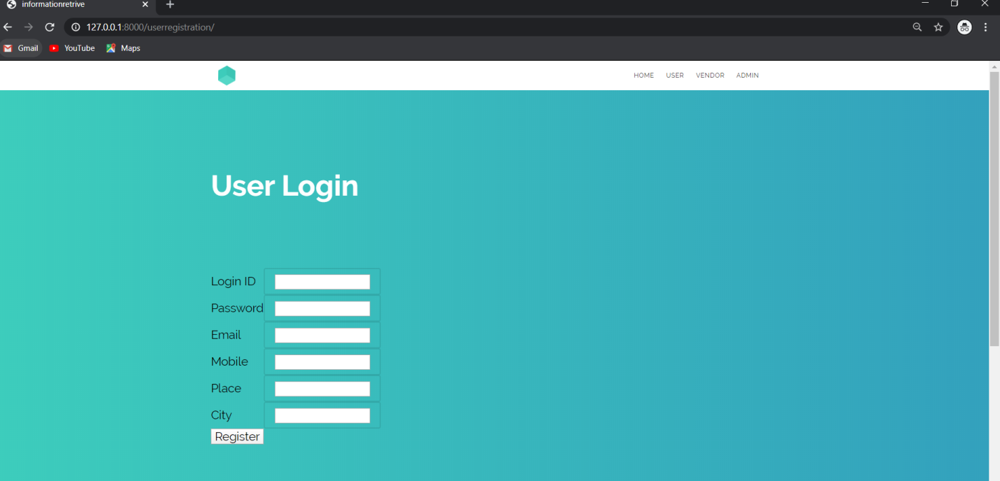 informationretrive
127.0.0.1:8000/userregistration/
Gmail YouTube Maps
HOME USER VENDOR ADMIN
User Login
Login ID
Password
Email
Mobile
Place
City
Register